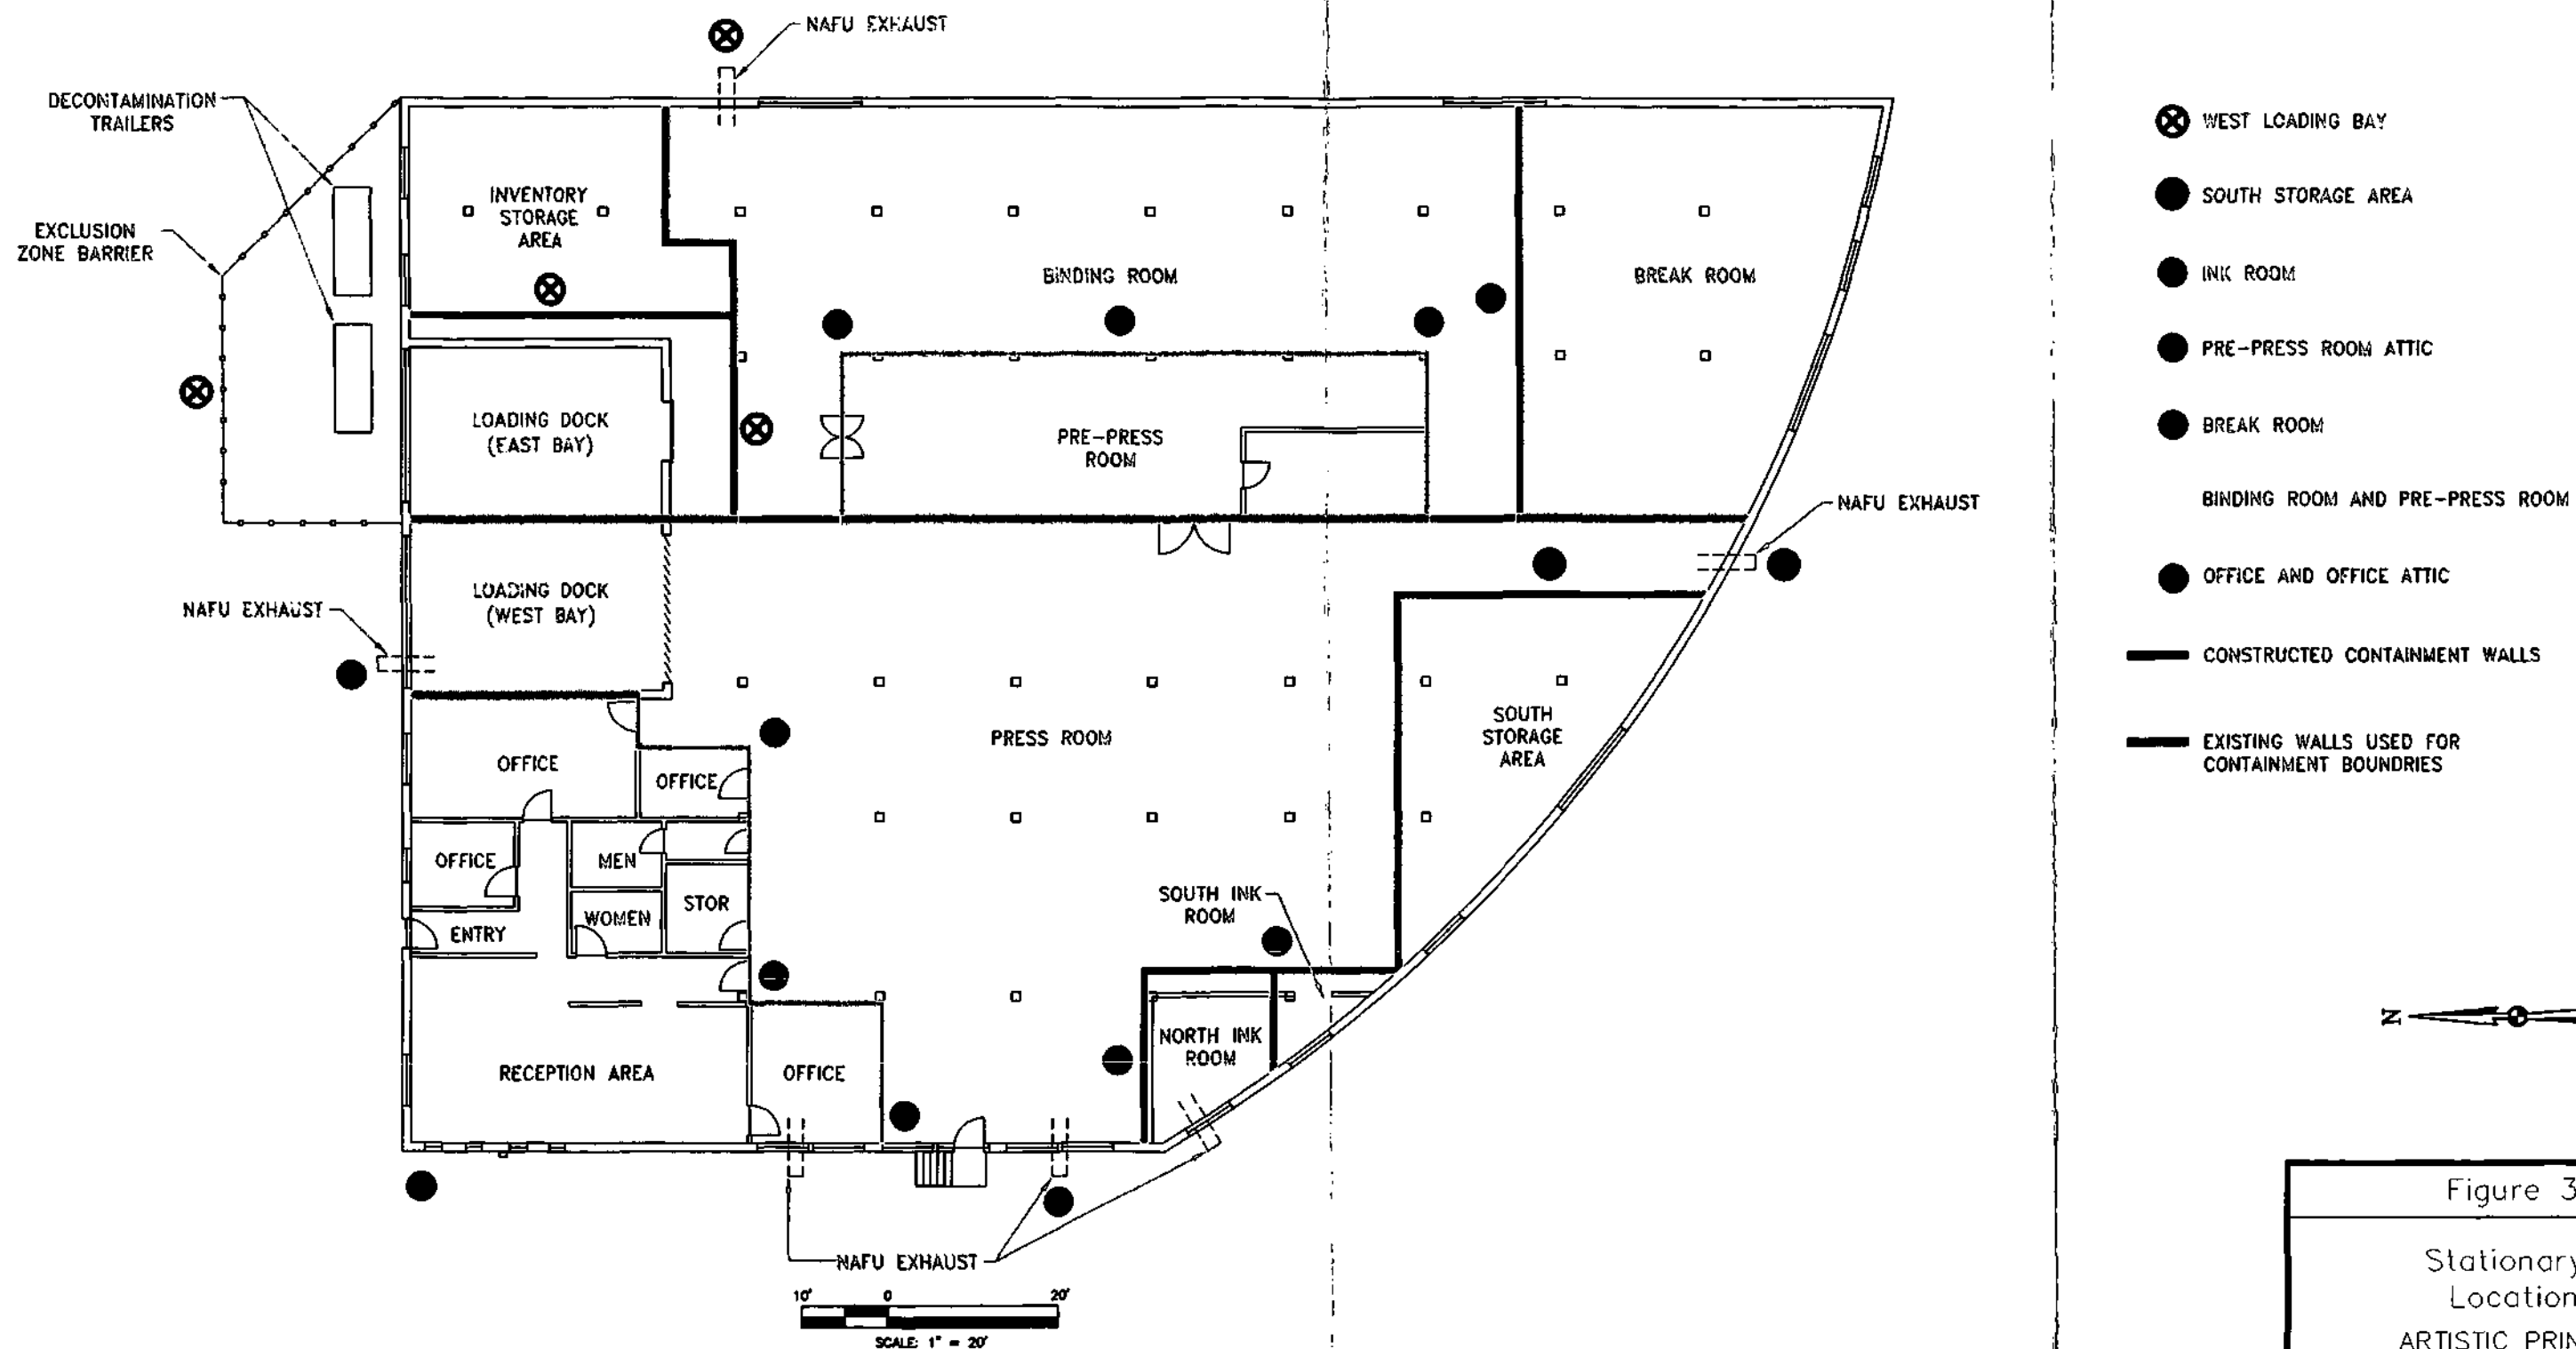 NAFU EXHAUST
DECONTAMINATION
TRAILERS
EXCLUSION
ZONE BARRIER
INVENTORY
STORAGE
AREA
BINDING ROOM
BREAK ROOM
LOADING DOCK
(EAST BAY)
PRE-PRESS
ROOM
NAFU EXHAUST
LOADING DOCK
(WEST BAY)
NAFU EXHAUST
PRESS ROOM
SOUTH
STORAGE
AREA
OFFICE
OFFICE
OFFICE
MEN
WOMEN
STOR
ENTRY
SOUTH INK
ROOM
NORTH INK
ROOM
RECEPTION AREA
OFFICE
NAFU EXHAUST
10' 0 20'
SCALE: 1" = 20'
WEST LOADING BAY
SOUTH STORAGE AREA
INK ROOM
PRE-PRESS ROOM ATTIC
BREAK ROOM
BINDING ROOM AND PRE-PRESS ROOM
OFFICE AND OFFICE ATTIC
CONSTRUCTED CONTAINMENT WALLS
EXISTING WALLS USED FOR
CONTAINMENT BOUNDRIES
N
Figure 3
Stationary
Location
ARTISTIC PRIN